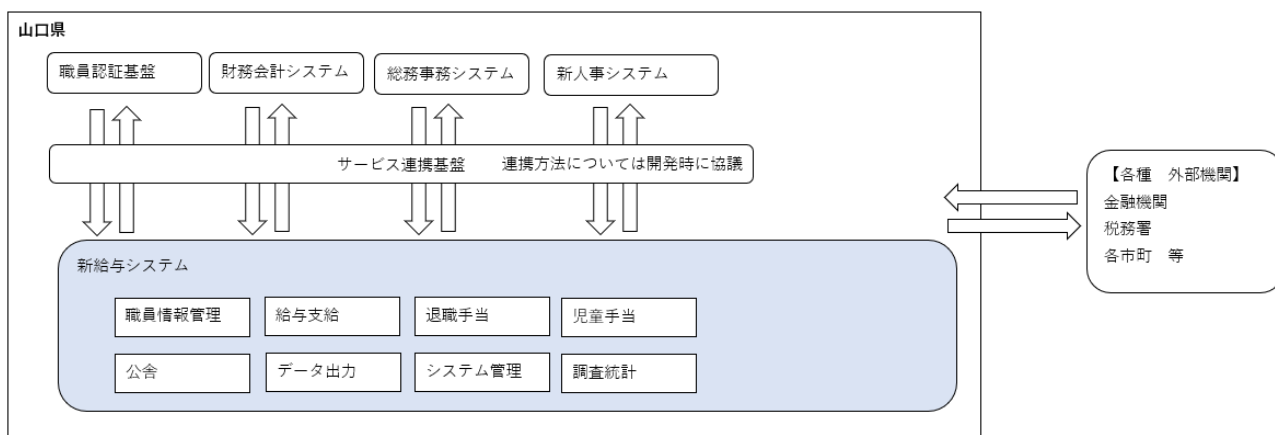 山口県
職員認証基盤
財務会計システム
総務事務システム
新人事システム
サービス連携基盤　連携方法については開発時に協議
【各種　外部機関】
金融機関
税務署
各市町　等
新給与システム
職員情報管理
給与支給
退職手当
児童手当
公舎
データ出力
システム管理
調査統計